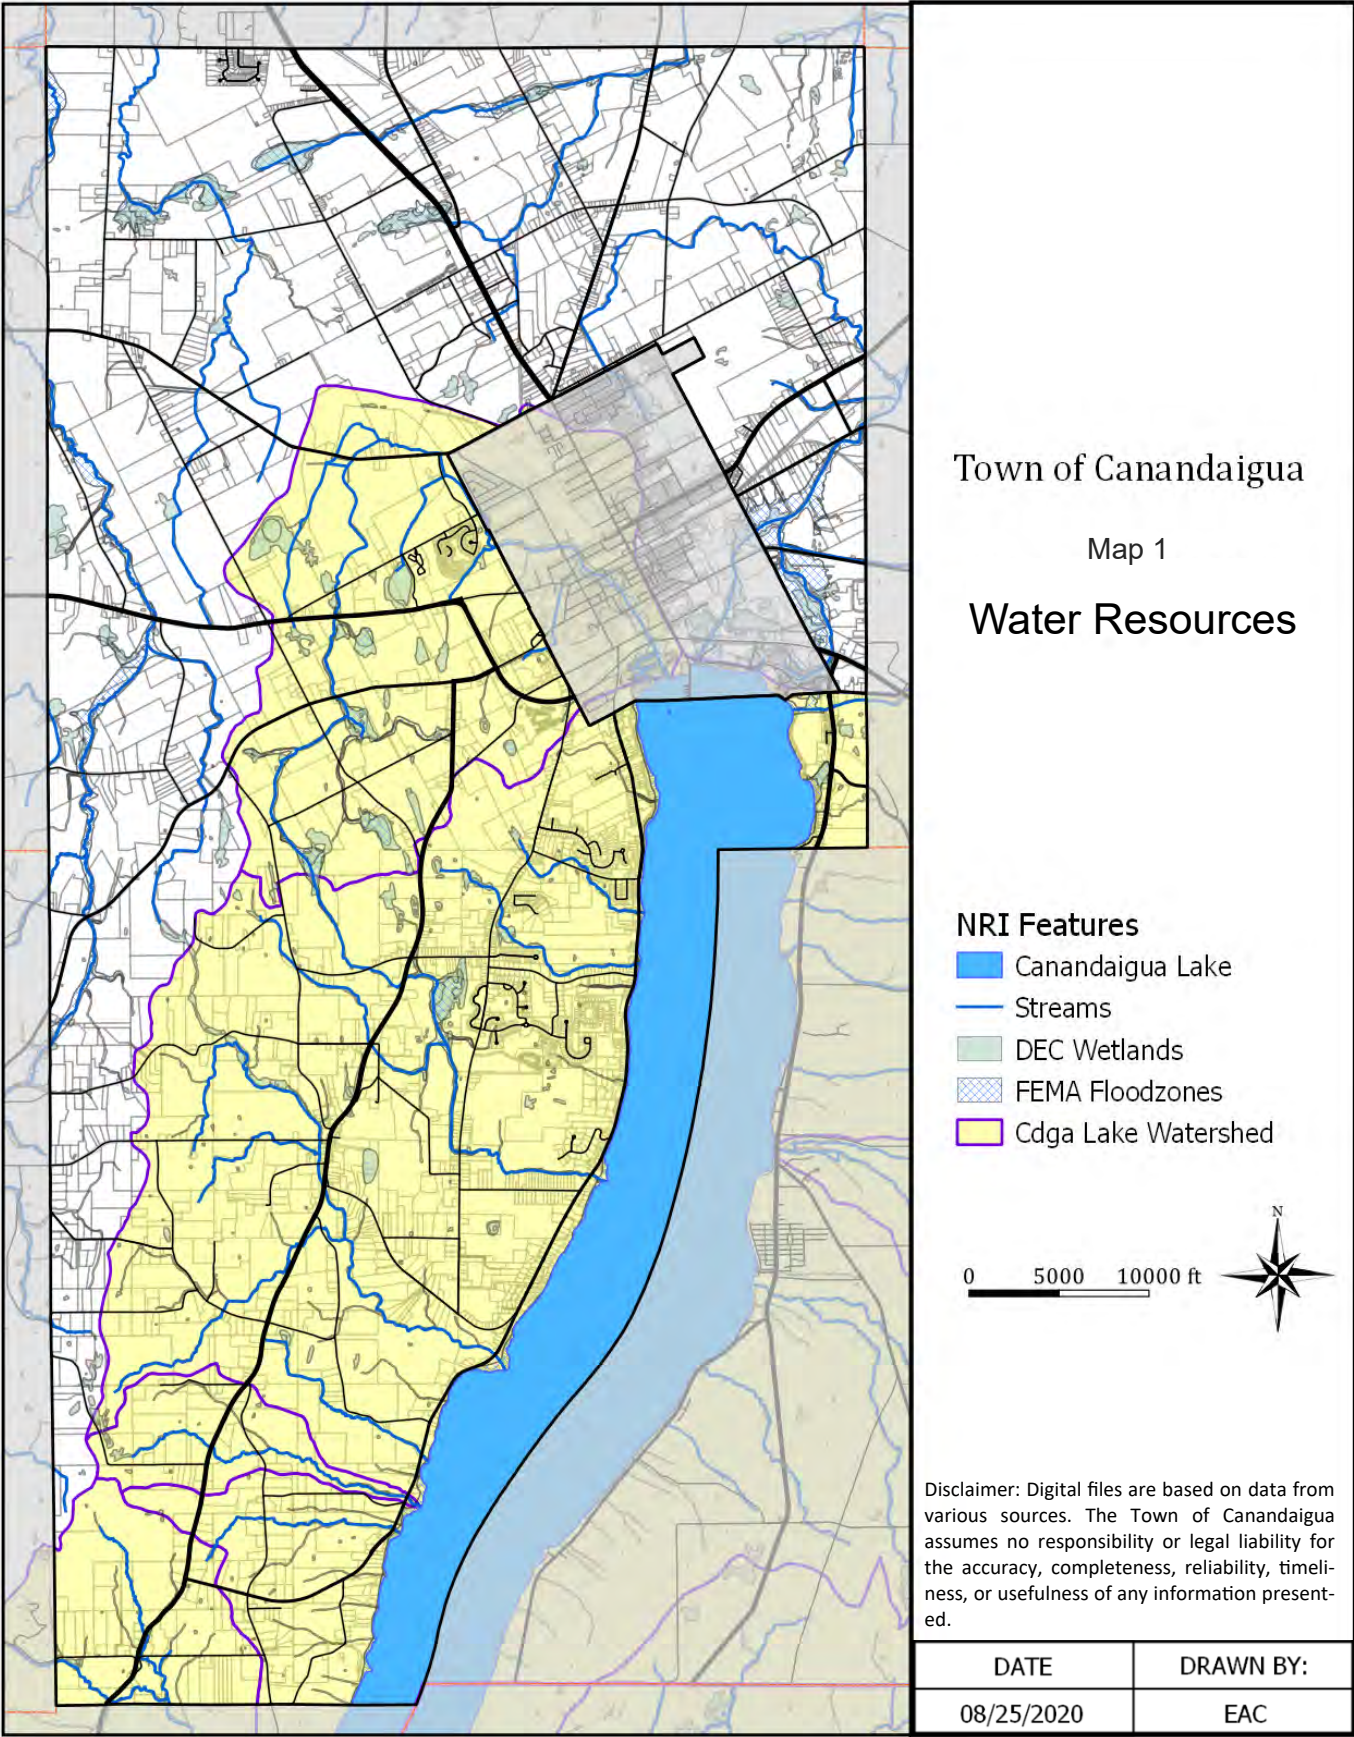 Town of Canandaigua
Map 1
Water Resources
NRI Features
Canandaigua Lake
Streams
DEC Wetlands
FEMA Floodzones
Cdga Lake Watershed
N
0 5000 10000 ft
Disclaimer: Digital files are based on data from
various sources. The Town of Canandaigua
assumes no responsibility or legal liability for
the accuracy, completeness, reliability, timeli-
ness, or usefulness of any information present-
ed.
DATE DRAWN BY:
08/25/2020 EAC